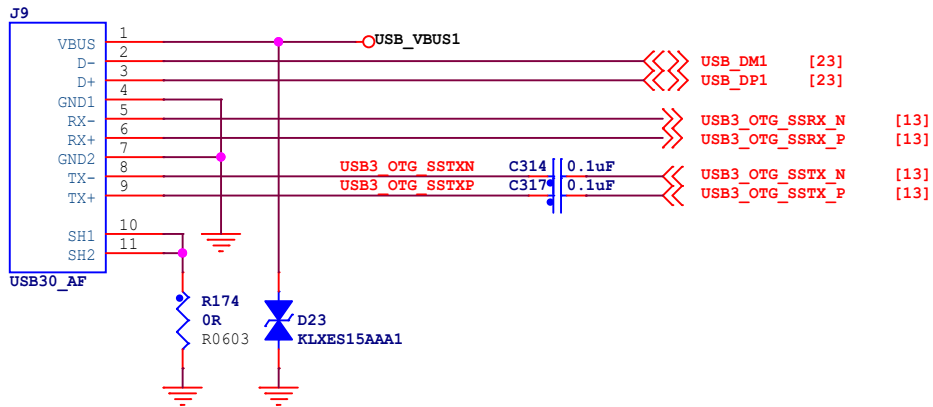 J9
1
VBUS
USB_VBUS1
2
D-
USB_DM1 [23]
3
D+
USB_DP1 [23]
4
GND1
5
RX-
USB3_OTG_SSRX_N [13]
6
RX+
USB3_OTG_SSRX_P [13]
7
GND2
8
TX-
USB3_OTG_SSTXN C314 0.1uF USB3_OTG_SSTX_N [13]
9
TX+
USB3_OTG_SSTXP C317 0.1uF USB3_OTG_SSTX_P [13]
10
SH1
11
SH2
USB30_AF
R174
0R
R0603
D23
KLXES15AAA1